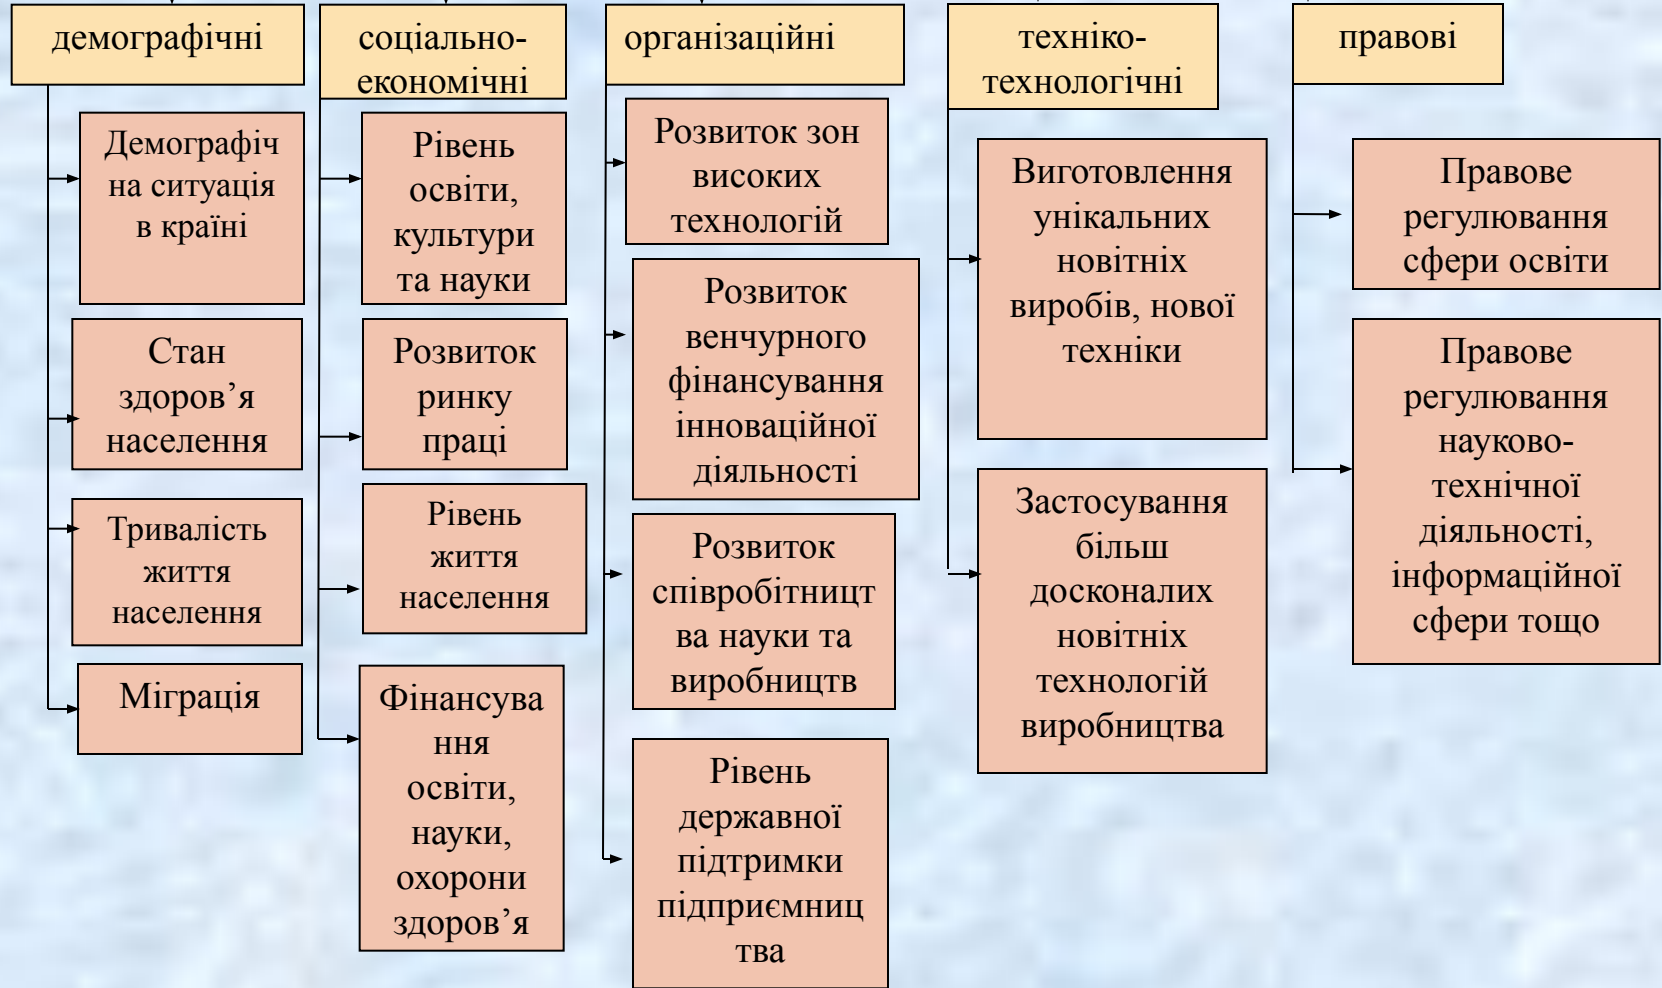 демографічні
Демографіч
на ситуація
в країні
Стан
здоров’я
населення
Тривалість
життя
населення
Міграція
соціально-
економічні
Рівень
освіти,
культури
та науки
Розвиток
ринку
праці
Рівень
життя
населення
Фінансува
ння
освіти,
науки,
охорони
здоров’я
організаційні
Розвиток зон
високих
технологій
Розвиток
венчурного
фінансування
інноваційної
діяльності
Розвиток
співробітницт
ва науки та
виробництв
Рівень
державної
підтримки
підприємниц
тва
техніко-
технологічні
Виготовлення
унікальних
новітніх
виробів, нової
техніки
Застосування
більш
досконалих
новітніх
технологій
виробництва
правові
Правове
регулювання
сфери освіти
Правове
регулювання
науково-
технічної
діяльності,
інформаційної
сфери тощо